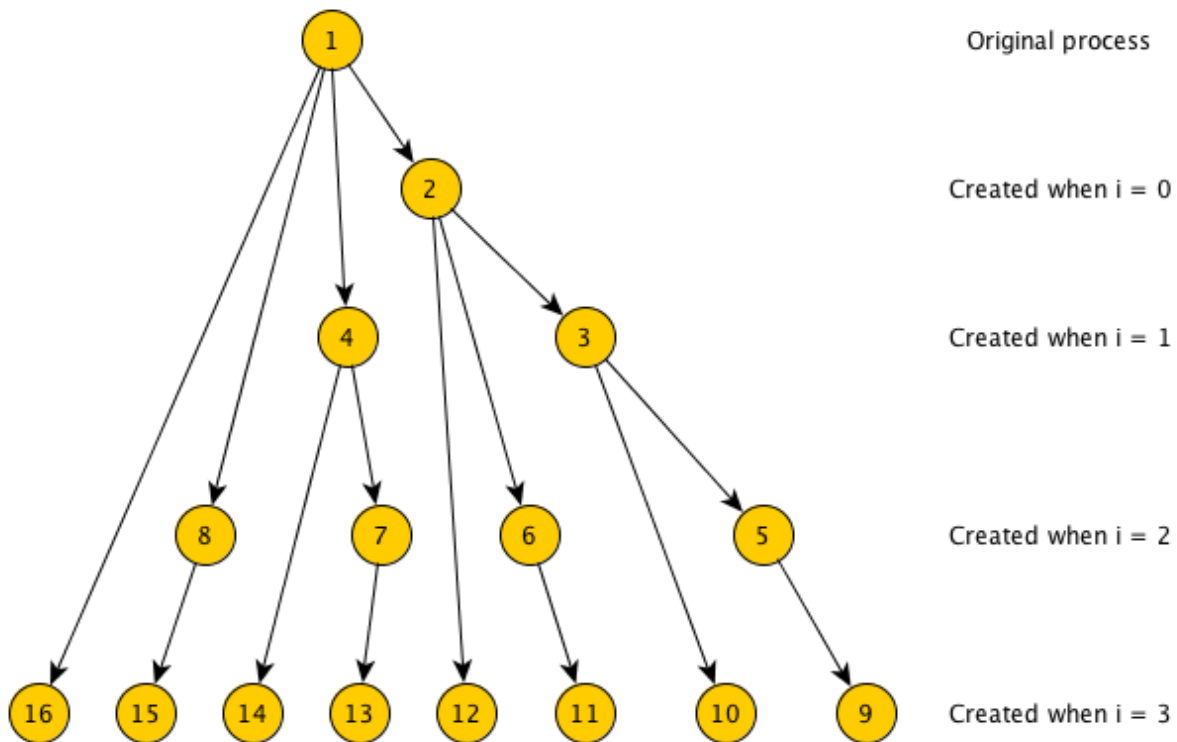 1 Original process
2 Created when i = 0
4 3 Created when i = 1
8 7 6 5 Created when i = 2
16 15 14 13 12 11 10 9 Created when i = 3